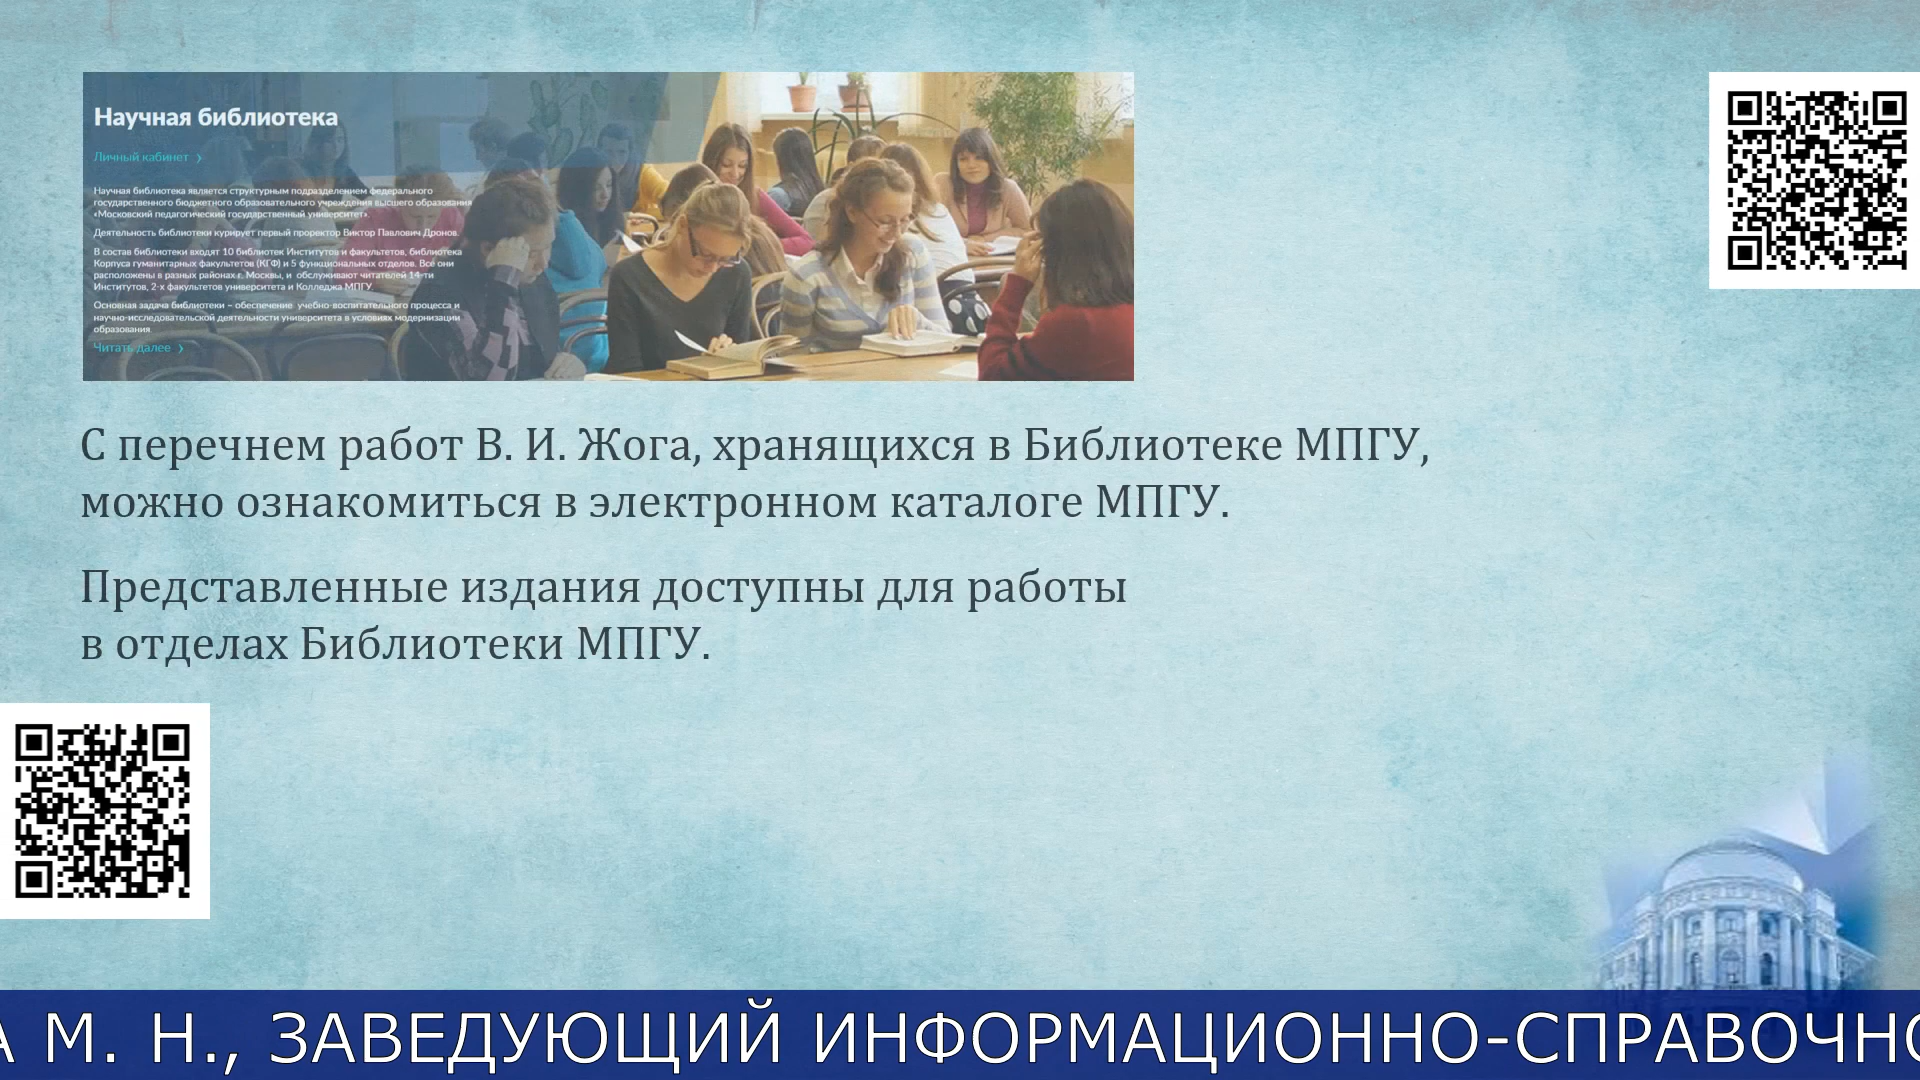 Научная библиотека
Личный кабинет ›
Научная библиотека является структурным подразделением федерального
государственного бюджетного образовательного учреждения высшего образования
«Московский педагогический государственный университет».
Деятельность библиотеки курирует первый проректор Виктор Павлович Дронов.
В состав библиотеки входят 10 библиотек Институтов и факультетов, библиотека
Корпуса гуманитарных факультетов (КГФ) и 5 функциональных отделов. Все они
расположены в разных районах г. Москвы, и обслуживают читателей 14-ти
Институтов, 2-х факультетов университета и Колледжа МПГУ
Основная задача библиотеки – обеспечение учебно-воспитательного процесса и
научно-исследовательской деятельности университета в условиях модернизации
образования
Читать далее ›
С перечнем работ В. И. Жога, хранящихся в Библиотеке МПГУ,
можно ознакомиться в электронном каталоге МПГУ.
Представленные издания доступны для работы
в отделах Библиотеки МПГУ.
А М. Н., ЗАВЕДУЮЩИЙ ИНФОРМАЦИОННО-СПРАВОЧНО